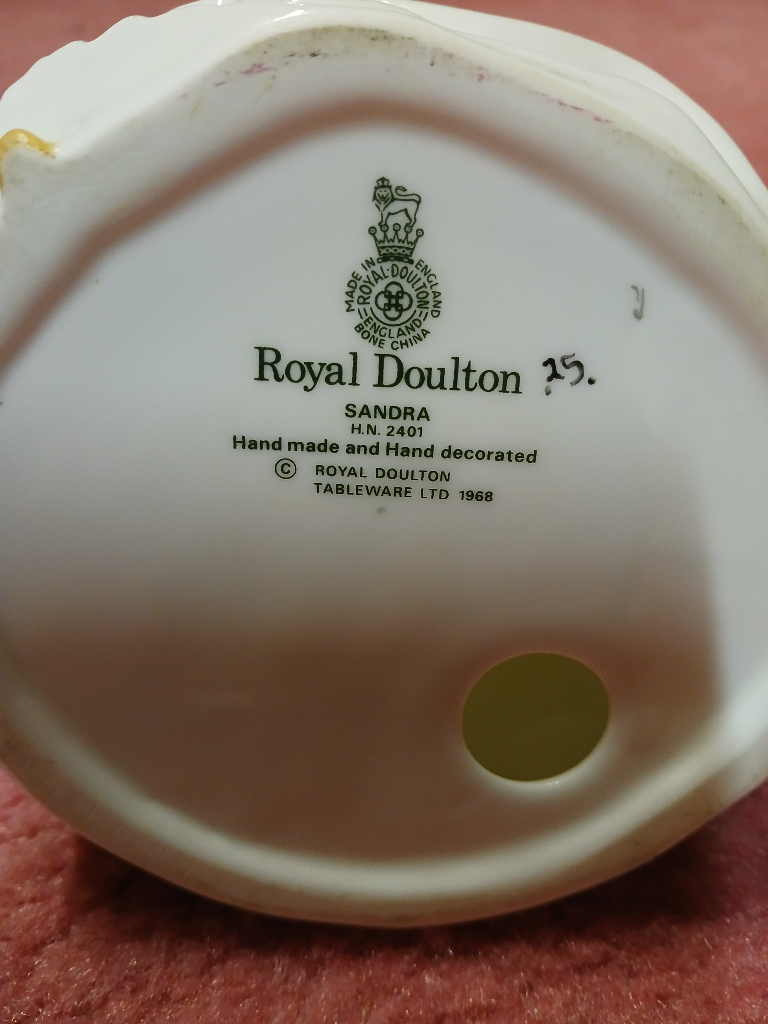 MADE IN ENGLAND
ROYAL·DOULTON
ENGLAND
BONE CHINA
Royal Doulton 25.
SANDRA
H.N. 2401
Hand made and Hand decorated
© ROYAL DOULTON
TABLEWARE LTD 1968